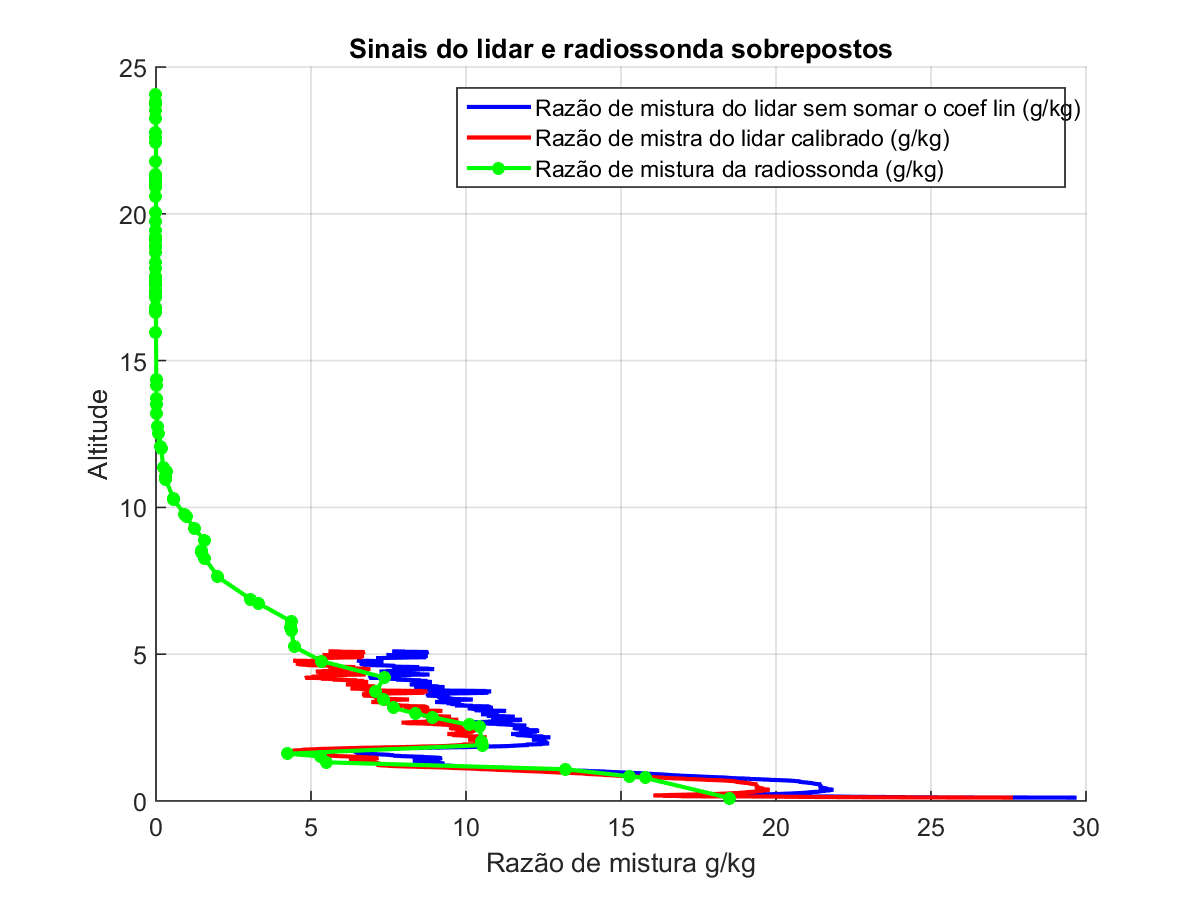 Sinais do lidar e radiossonda sobrepostos
25
20
15
10
5
0
Altitude
Razão de mistura do lidar sem somar o coef lin (g/kg)
Razão de mistra do lidar calibrado (g/kg)
Razão de mistura da radiossonda (g/kg)
0 5 10 15 20 25 30
Razão de mistura g/kg